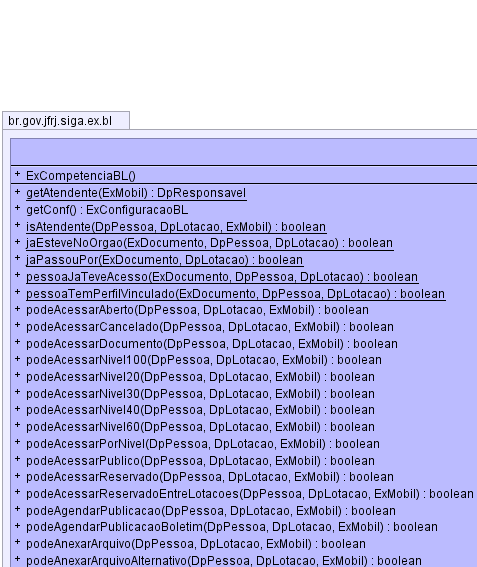 br.gov.jfrj.siga.ex.bl
+ ExCompetenciaBL()
+ getAtendente(ExMobil) : DpResponsavel
+ getConf() : ExConfiguracaoBL
+ isAtendente(DpPessoa, DpLotacao, ExMobil) : boolean
+ jaEsteveNoOrgao(ExDocumento, DpPessoa, DpLotacao) : boolean
+ jaPassouPor(ExDocumento, DpLotacao) : boolean
+ pessoaJaTeveAcesso(ExDocumento, DpPessoa, DpLotacao) : boolean
+ pessoaTemPerfilVinculado(ExDocumento, DpPessoa, DpLotacao) : boolean
+ podeAcessarAberto(DpPessoa, DpLotacao, ExMobil) : boolean
+ podeAcessarCancelado(DpPessoa, DpLotacao, ExMobil) : boolean
+ podeAcessarDocumento(DpPessoa, DpLotacao, ExMobil) : boolean
+ podeAcessarNivel100(DpPessoa, DpLotacao, ExMobil) : boolean
+ podeAcessarNivel20(DpPessoa, DpLotacao, ExMobil) : boolean
+ podeAcessarNivel30(DpPessoa, DpLotacao, ExMobil) : boolean
+ podeAcessarNivel40(DpPessoa, DpLotacao, ExMobil) : boolean
+ podeAcessarNivel60(DpPessoa, DpLotacao, ExMobil) : boolean
+ podeAcessarPorNivel(DpPessoa, DpLotacao, ExMobil) : boolean
+ podeAcessarPublico(DpPessoa, DpLotacao, ExMobil) : boolean
+ podeAcessarReservado(DpPessoa, DpLotacao, ExMobil) : boolean
+ podeAcessarReservadoEntreLotacoes(DpPessoa, DpLotacao, ExMobil) : boolean
+ podeAgendarPublicacao(DpPessoa, DpLotacao, ExMobil) : boolean
+ podeAgendarPublicacaoBoletim(DpPessoa, DpLotacao, ExMobil) : boolean
+ podeAnexarArquivo(DpPessoa, DpLotacao, ExMobil) : boolean
+ podeAnexarArquivoAlternativo(DpPessoa, DpLotacao, ExMobil) : boolean